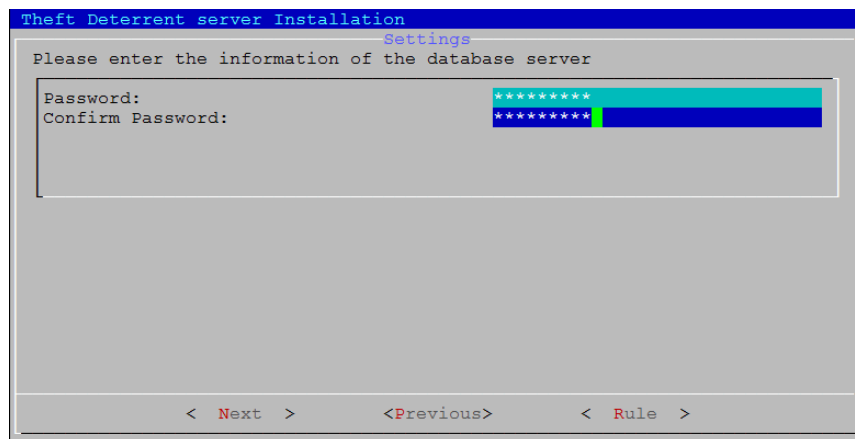 Theft Deterrent server Installation
Settings
Please enter the information of the database server
Password: *********
Confirm Password: *********
< Next > <Previous> < Rule >